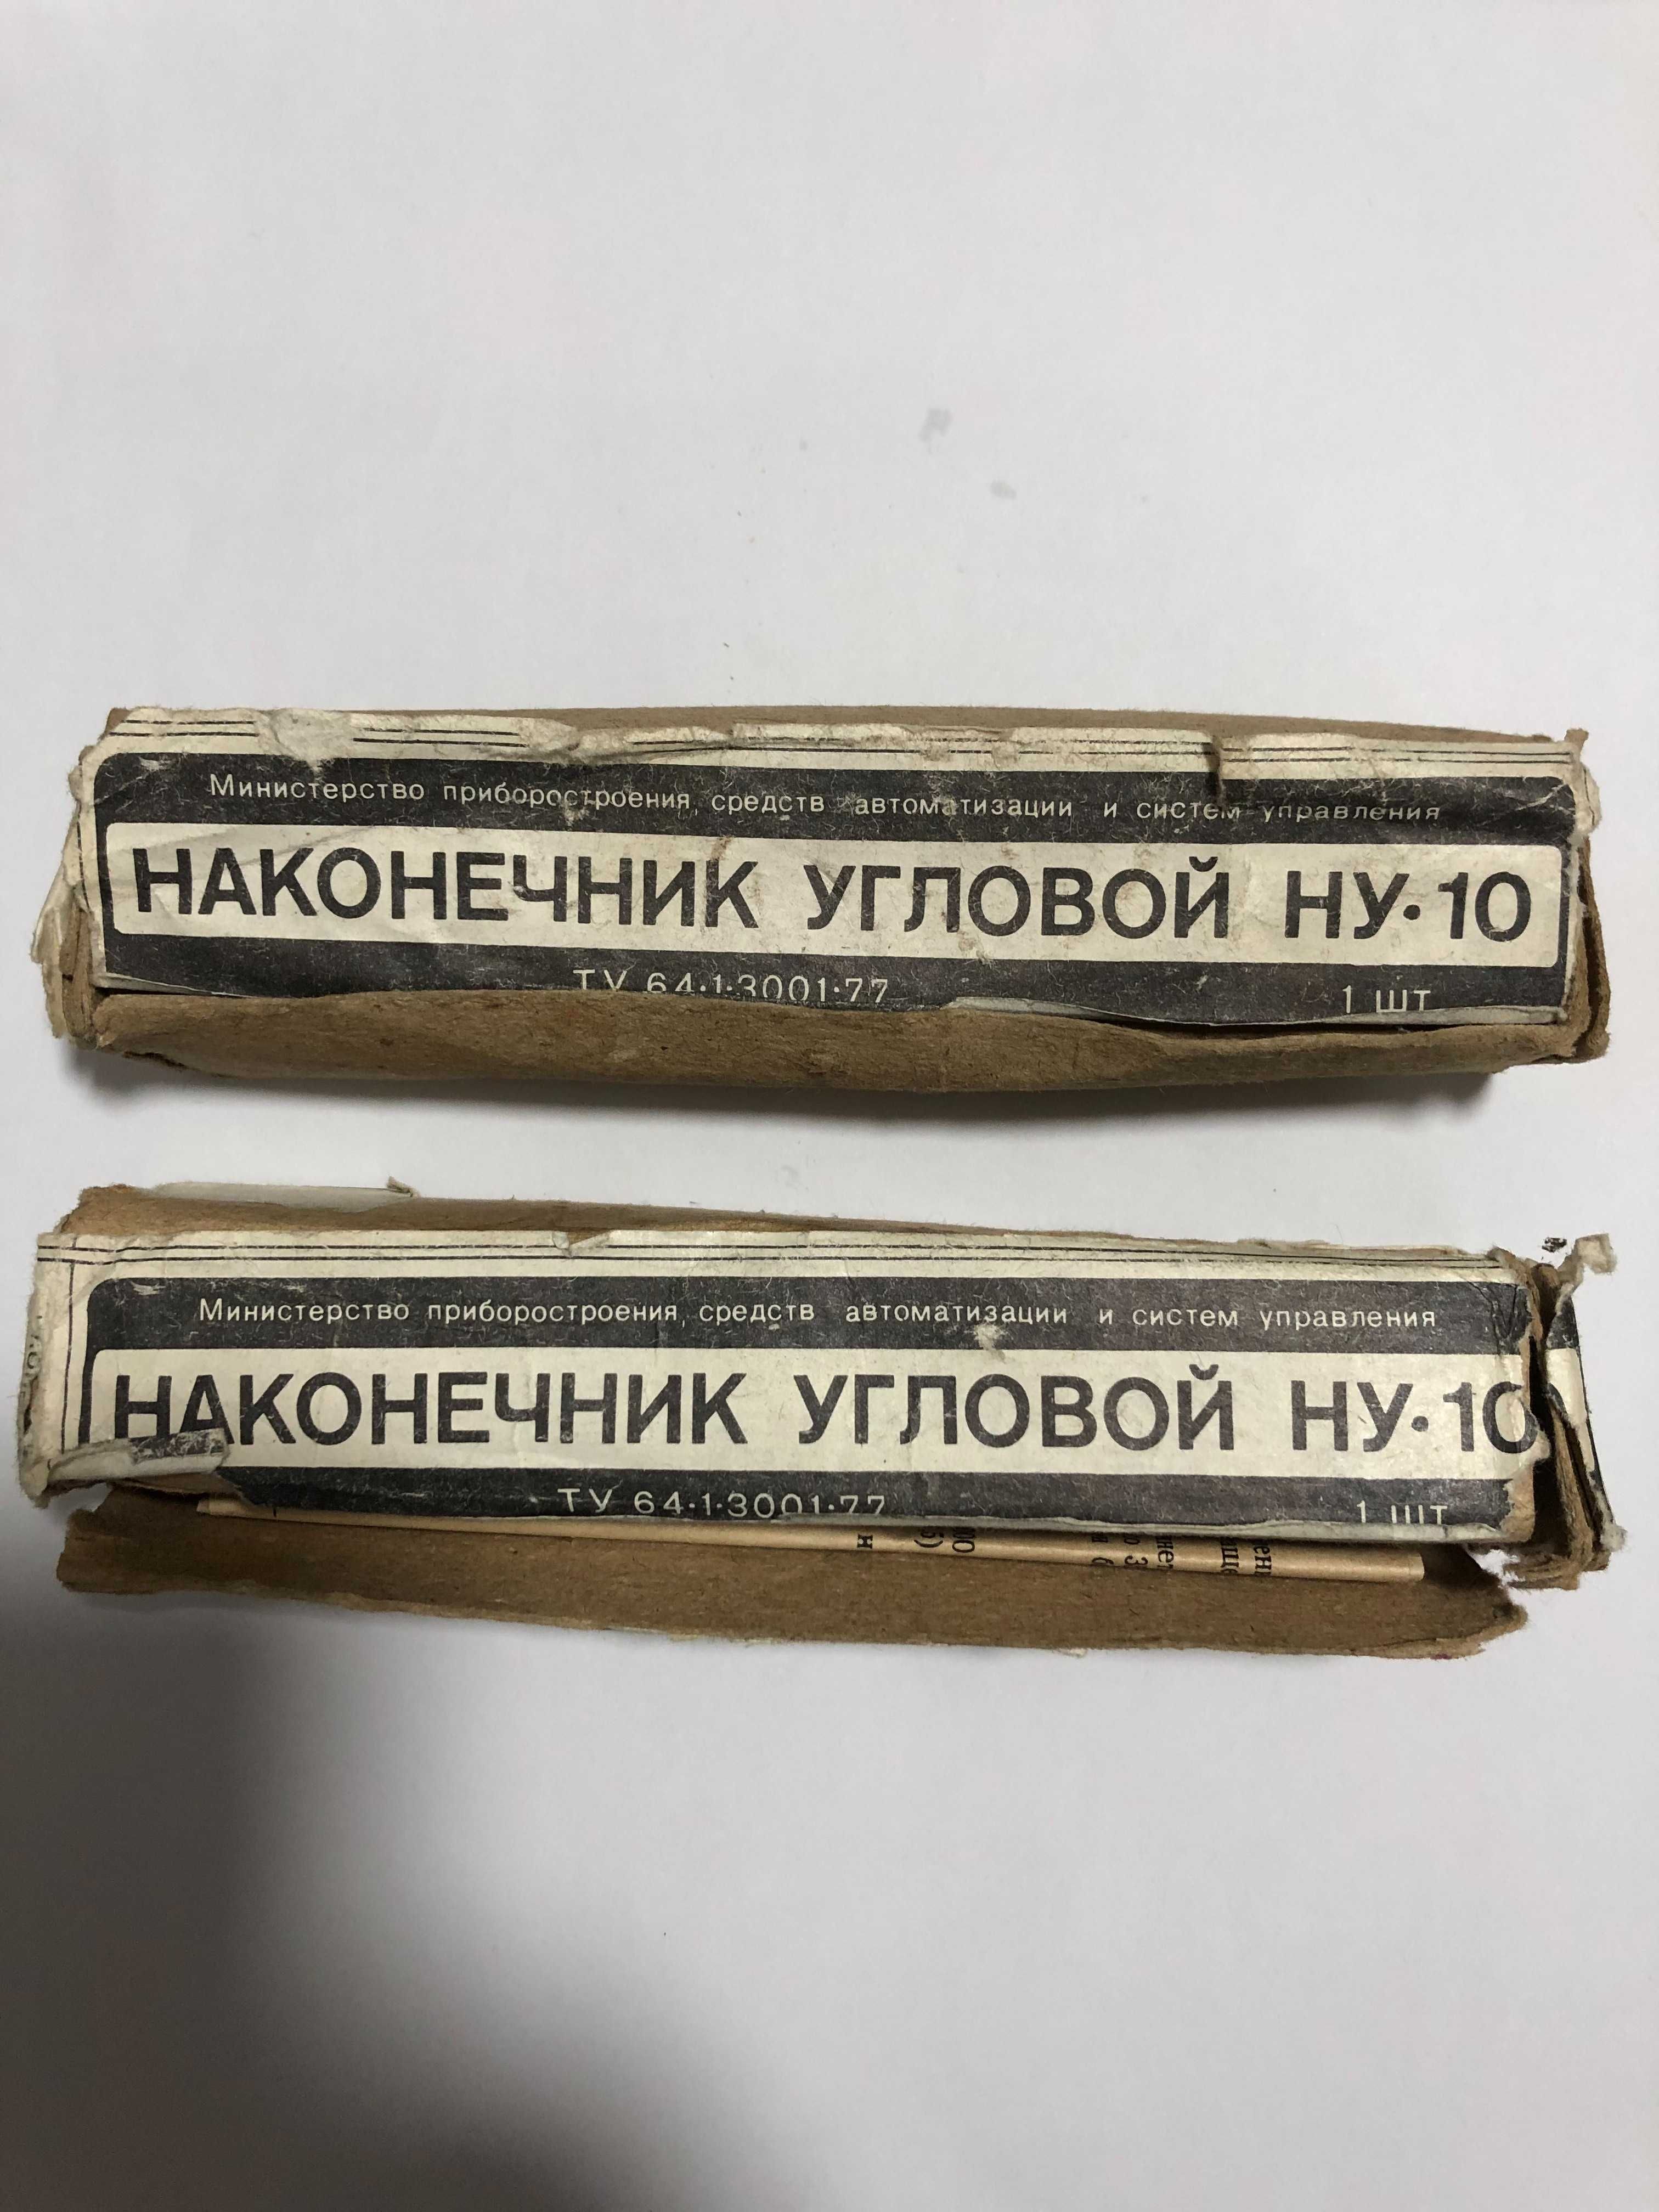 Министерство приборостроения, средств автоматизации и систем управления
НАКОНЕЧНИК УГЛОВОЙ НУ·10
ТУ 64·1·3001·77 1 ШТ
Министерство приборостроения, средств автоматизации и систем управления
НАКОНЕЧНИК УГЛОВОЙ НУ·10
ТУ 64·1·3001·77 1 ШТ